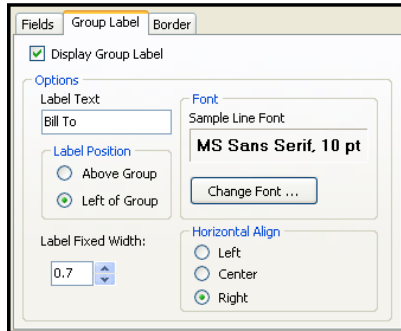 Fields Group Label Border
Display Group Label
Options
Label Text
Bill To
Label Position
Above Group
Left of Group
Label Fixed Width:
0.7
Font
Sample Line Font
MS Sans Serif, 10 pt
Change Font ...
Horizontal Align
Left
Center
Right